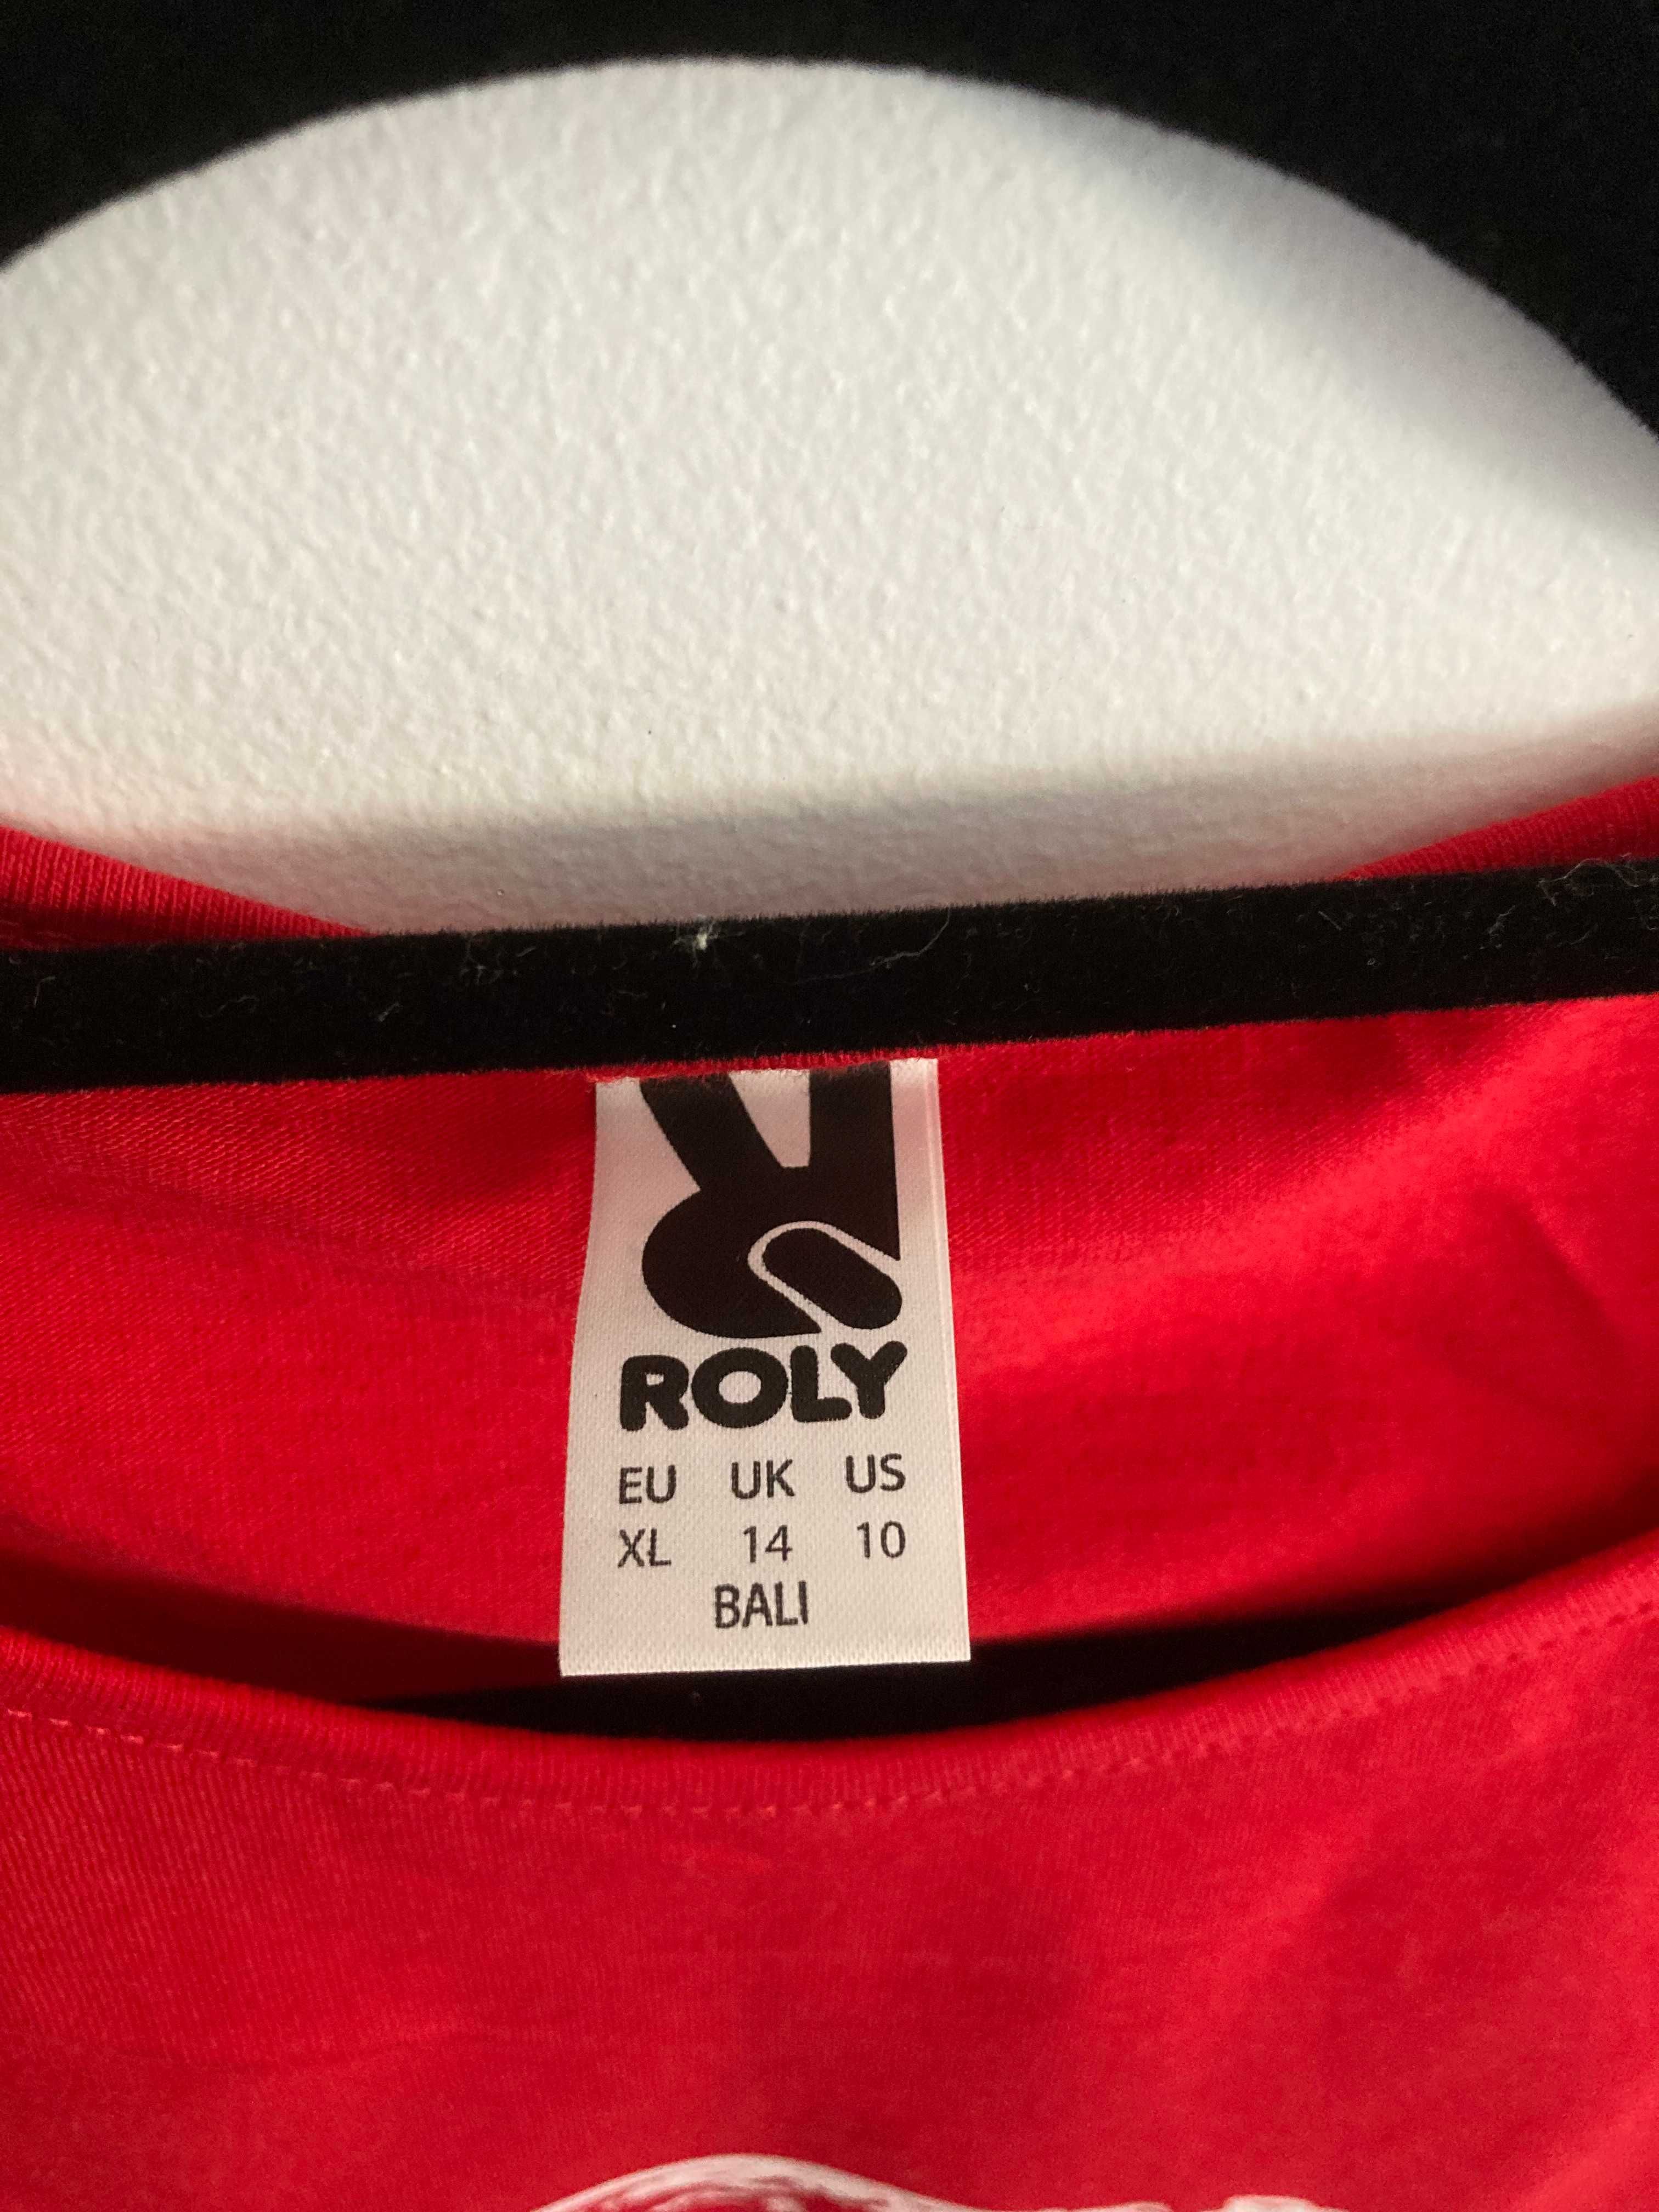 ROLY
EU UK US
XL 14 10
BALI